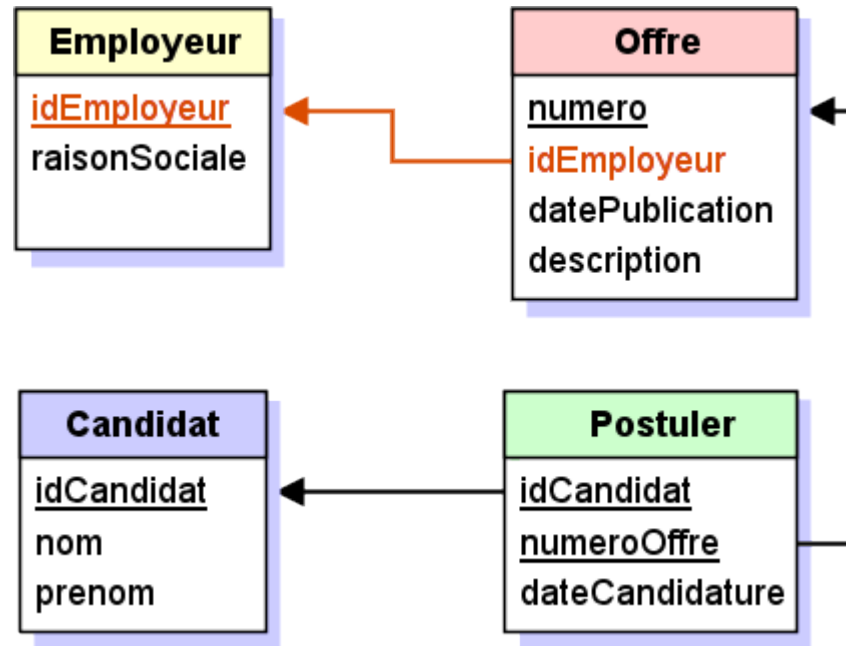 Employeur
idEmployeur
raisonSociale
Offre
numero
idEmployeur
datePublication
description
Candidat
idCandidat
nom
prenom
Postuler
idCandidat
numeroOffre
dateCandidature